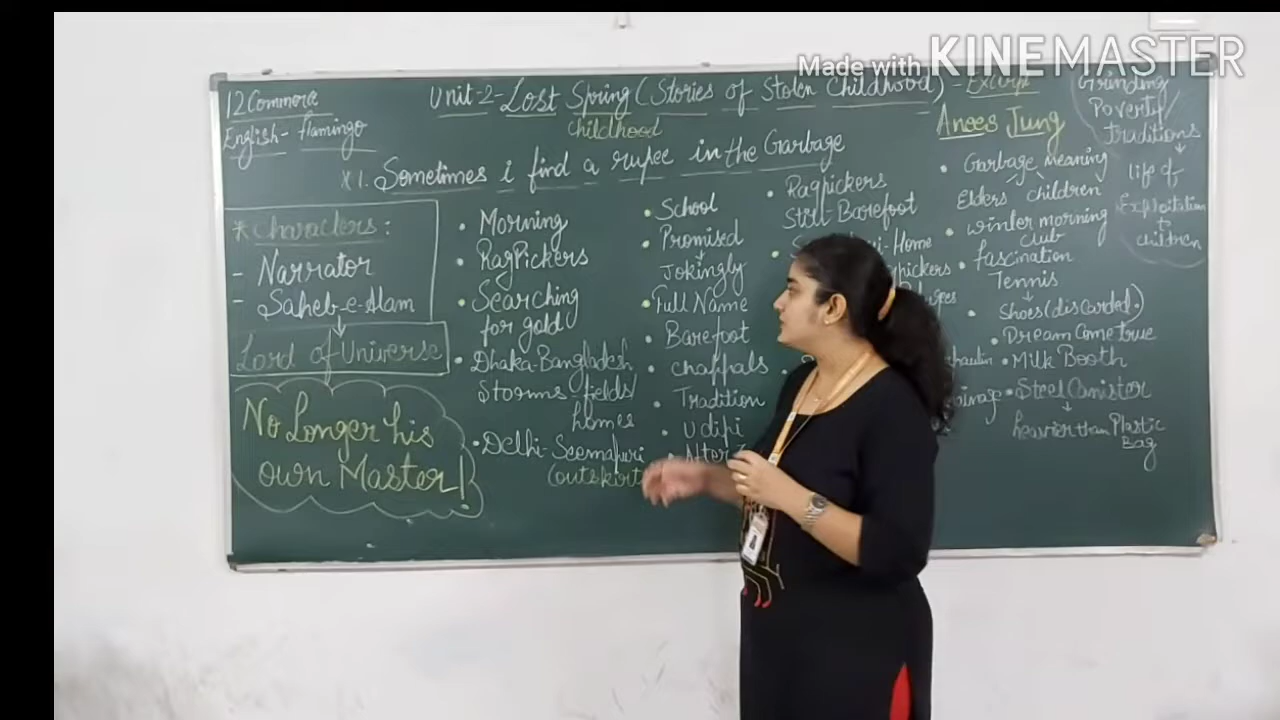 Made with KINEMASTER
12 Commerce
English - flamingo
Unit-2- Lost Spring (Stories of Stolen Childhood) -
childhood
Anees Jung
Grinding
Poverty/
traditions
life of
Exploitation
to
children
x 1. Sometimes i find a rupee in the Garbage
* Characters:
- Narrator
- Saheb-e-Alam
Lord of Universe
No Longer his
own Master!
• Morning
• RagPickers
• Searching
for gold
• Dhaka-Bangladesh
Storms-fields/
homes
• Delhi-Seemapuri
(outskirt
• School
• Promised
Jokingly
• Full Name
• Barefoot
• chappals
• Tradition
• Udipi
• Ragpickers
Still-Barefoot
-Home
• Garbage meaning
Elders children
• winter morning
club
• fascination
Tennis
• Shoes (discarded.)
• Dream Come true
• Milk Booth
• Steel Canister
heavier than Plastic
Bag